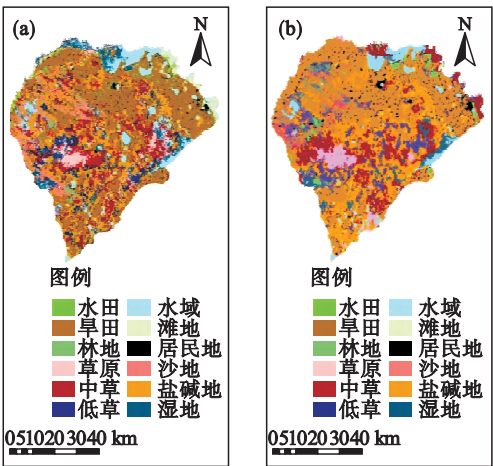 (a)
N
图例
水田 水域
旱田 滩地
林地 居民地
草原 沙地
中草 盐碱地
低草 湿地
0510203040 km
(b)
N
图例
水田 水域
旱田 滩地
林地 居民地
草原 沙地
中草 盐碱地
低草 湿地
0510203040 km